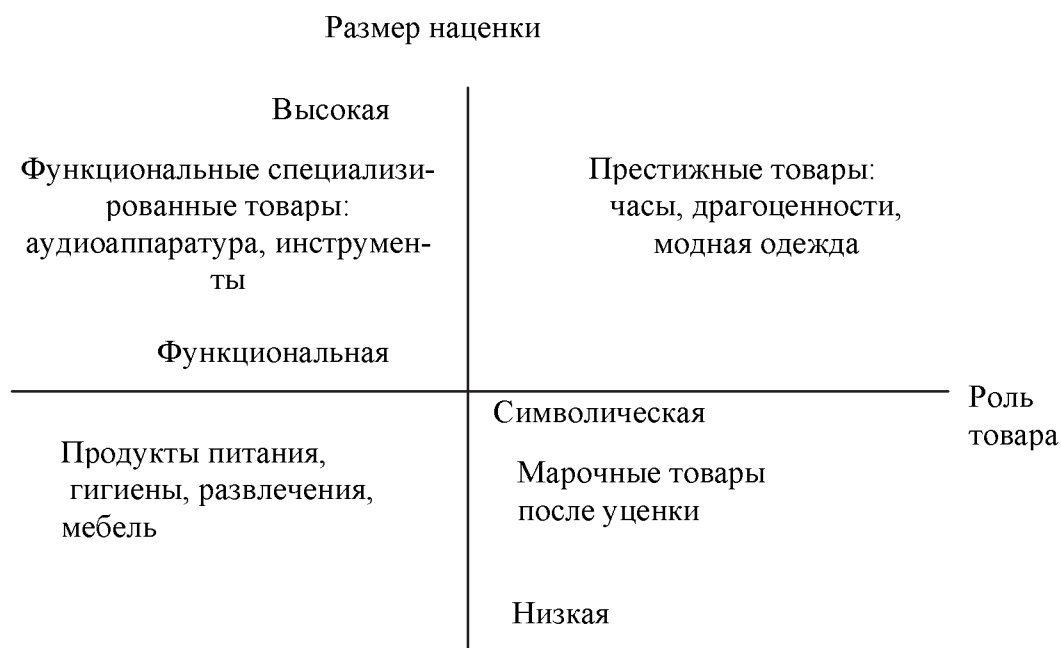 Размер наценки
Высокая
Функциональные специализи-
рованные товары:
аудиоаппаратура, инструмен-
ты
Престижные товары:
часы, драгоценности,
модная одежда
Функциональная
Символическая
Роль
товара
Продукты питания,
гигиены, развлечения,
мебель
Марочные товары
после уценки
Низкая